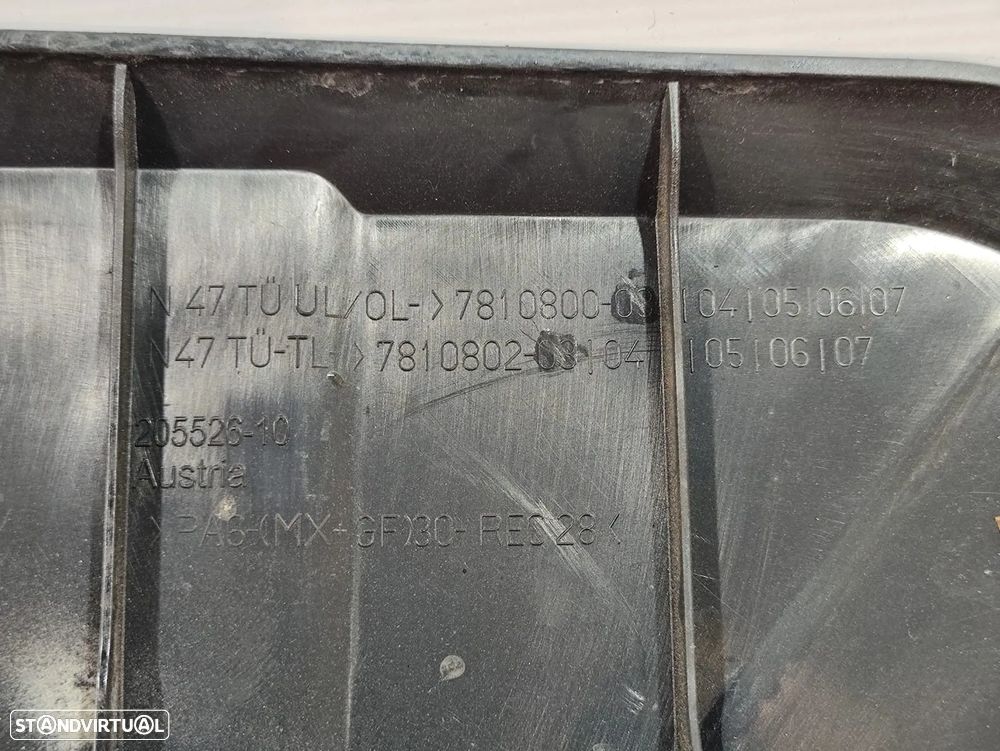 N 47 TÜ UL/OL-> 7810800-03 |04|05|06|07
N47 TÜ-TL-> 7810802-03|04|05|06|07
205526-10
Austria
>PA6-(MX+GF)30- REC 28<
STANDVIRTUAL